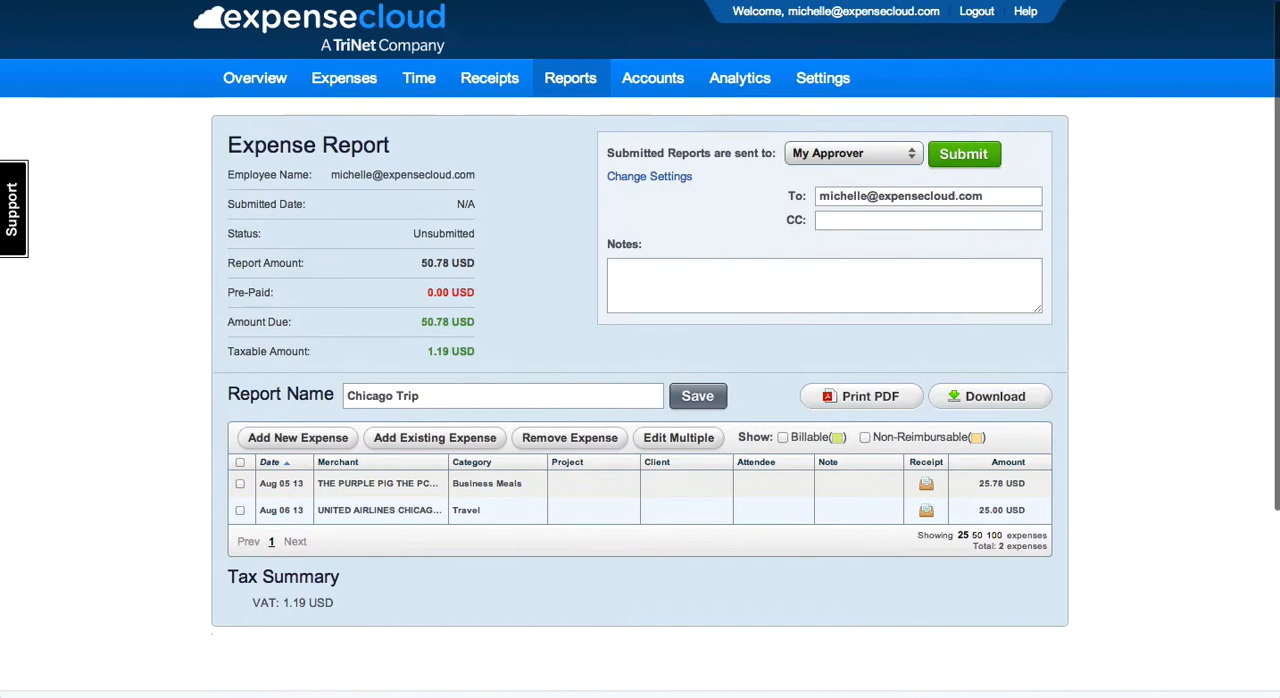 expensecloud
A TriNet Company
Welcome, michelle@expensecloud.com Logout Help
Overview Expenses Time Receipts Reports Accounts Analytics Settings
Support
Expense Report
Employee Name: michelle@expensecloud.com
Submitted Date: N/A
Status: Unsubmitted
Report Amount: 50.78 USD
Pre-Paid: 0.00 USD
Amount Due: 50.78 USD
Taxable Amount: 1.19 USD
Submitted Reports are sent to: My Approver Submit
Change Settings
To: michelle@expensecloud.com
CC:
Notes:
Report Name Chicago Trip Save Print PDF Download
Add New Expense Add Existing Expense Remove Expense Edit Multiple Show: Billable( ) Non-Reimbursable( )
Date Merchant Category Project Client Attendee Note Receipt Amount
Aug 05 13 THE PURPLE PIG THE PC... Business Meals 25.78 USD
Aug 06 13 UNITED AIRLINES CHICAG... Travel 25.00 USD
Prev 1 Next
Showing 25 50 100 expenses
Total: 2 expenses
Tax Summary
VAT: 1.19 USD